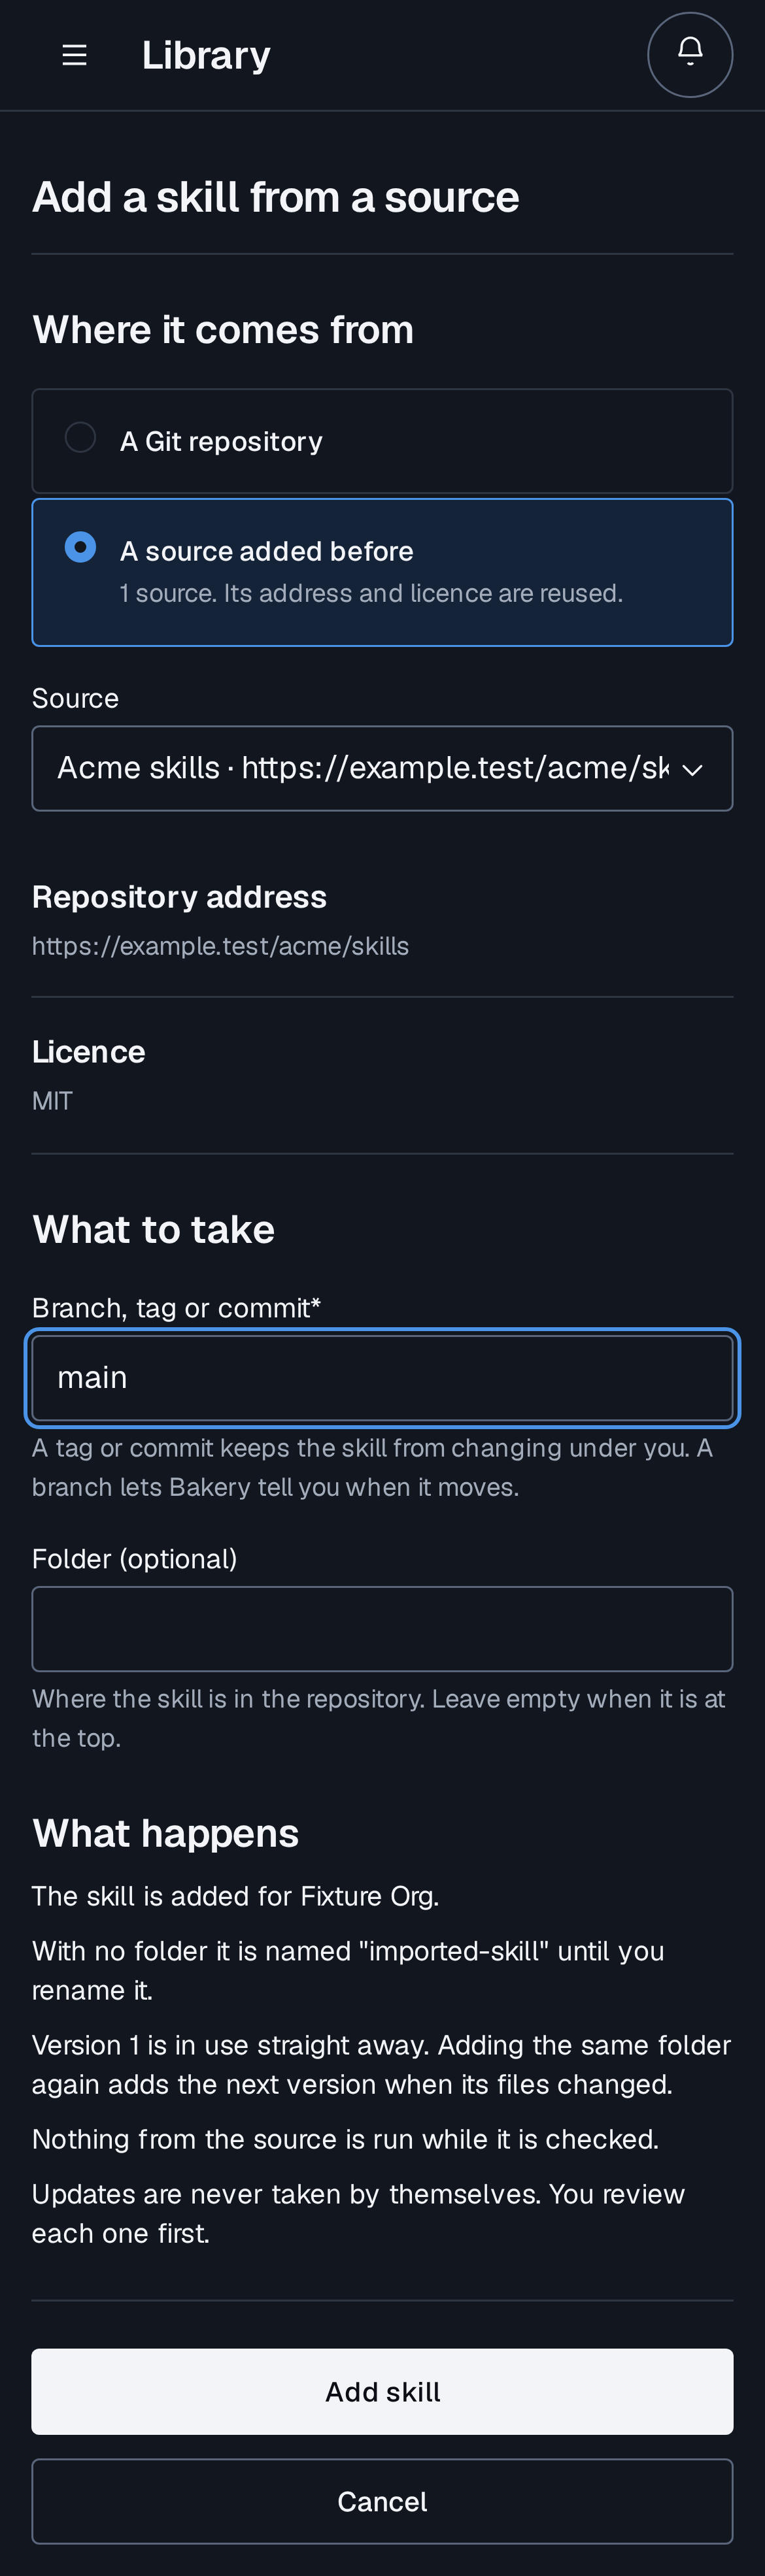 Library
Add a skill from a source
Where it comes from
A Git repository
A source added before
1 source. Its address and licence are reused.
Source
Acme skills · https://example.test/acme/sk
Repository address
https://example.test/acme/skills
Licence
MIT
What to take
Branch, tag or commit*
main
A tag or commit keeps the skill from changing under you. A
branch lets Bakery tell you when it moves.
Folder (optional)
Where the skill is in the repository. Leave empty when it is at
the top.
What happens
The skill is added for Fixture Org.
With no folder it is named "imported-skill" until you
rename it.
Version 1 is in use straight away. Adding the same folder
again adds the next version when its files changed.
Nothing from the source is run while it is checked.
Updates are never taken by themselves. You review
each one first.
Add skill
Cancel